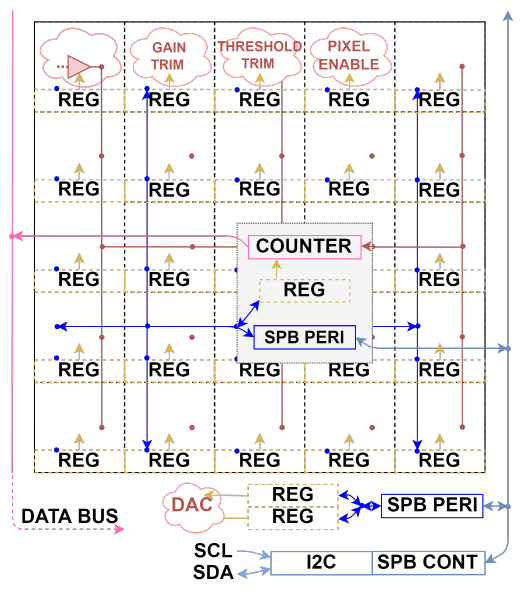 GAIN
TRIM
THRESHOLD
TRIM
PIXEL
ENABLE
REG REG REG REG REG
REG REG REG REG REG
COUNTER
REG REG REG
REG
SPB PERI
REG REG REG REG REG
REG REG REG REG REG
DAC
REG
REG
SPB PERI
DATA BUS
SCL
SDA
I2C
SPB CONT